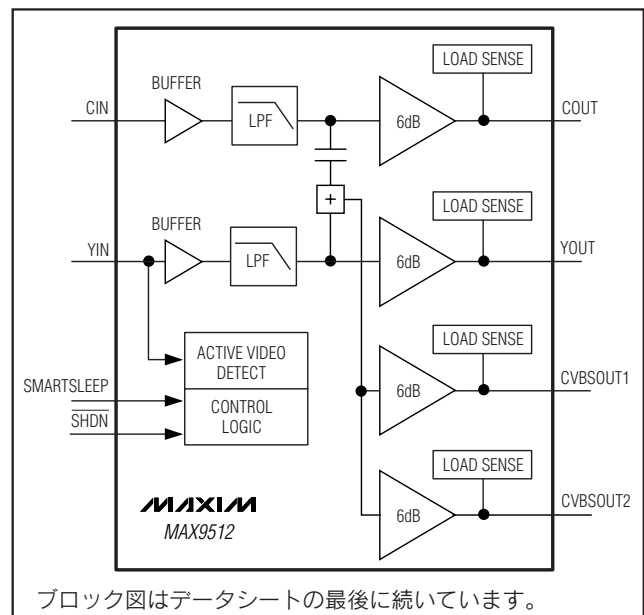 LOAD SENSE
BUFFER
CIN
LPF
6dB
COUT
+
LOAD SENSE
BUFFER
YIN
LPF
6dB
YOUT
LOAD SENSE
ACTIVE VIDEO
DETECT
SMARTSLEEP
CONTROL
LOGIC
SHDN
6dB
CVBSOUT1
LOAD SENSE
MAXIM
MAX9512
6dB
CVBSOUT2
ブロック図はデータシートの最後に続いています。